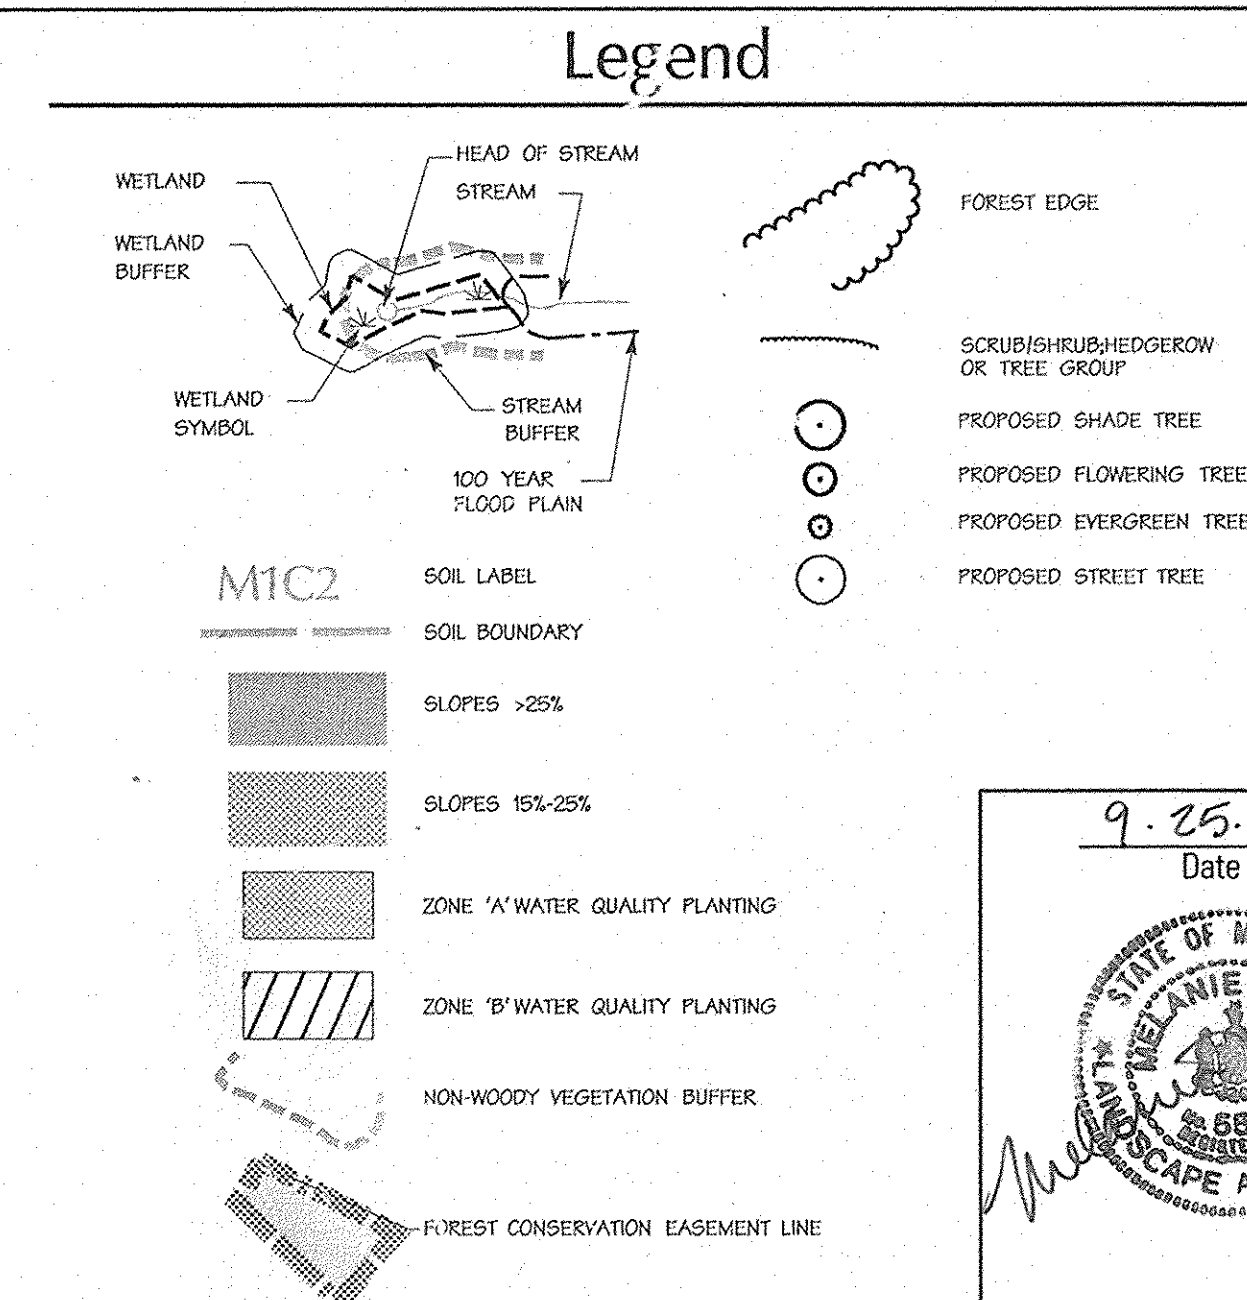 Legend
HEAD OF STREAM
WETLAND
STREAM
WETLAND
BUFFER
WETLAND
SYMBOL
STREAM
BUFFER
100 YEAR
FLOOD PLAIN
M1C2 SOIL LABEL
SOIL BOUNDARY
SLOPES >25%
SLOPES 15%-25%
ZONE 'A' WATER QUALITY PLANTING
ZONE 'B' WATER QUALITY PLANTING
NON-WOODY VEGETATION BUFFER
FOREST CONSERVATION EASEMENT LINE
FOREST EDGE
SCRUB/SHRUB;HEDGEROW
OR TREE GROUP
PROPOSED SHADE TREE
PROPOSED FLOWERING TREE
PROPOSED EVERGREEN TREE
PROPOSED STREET TREE
9.25.
Date
STATE OF M
MELANIE
LANDSCAPE A
No. 68